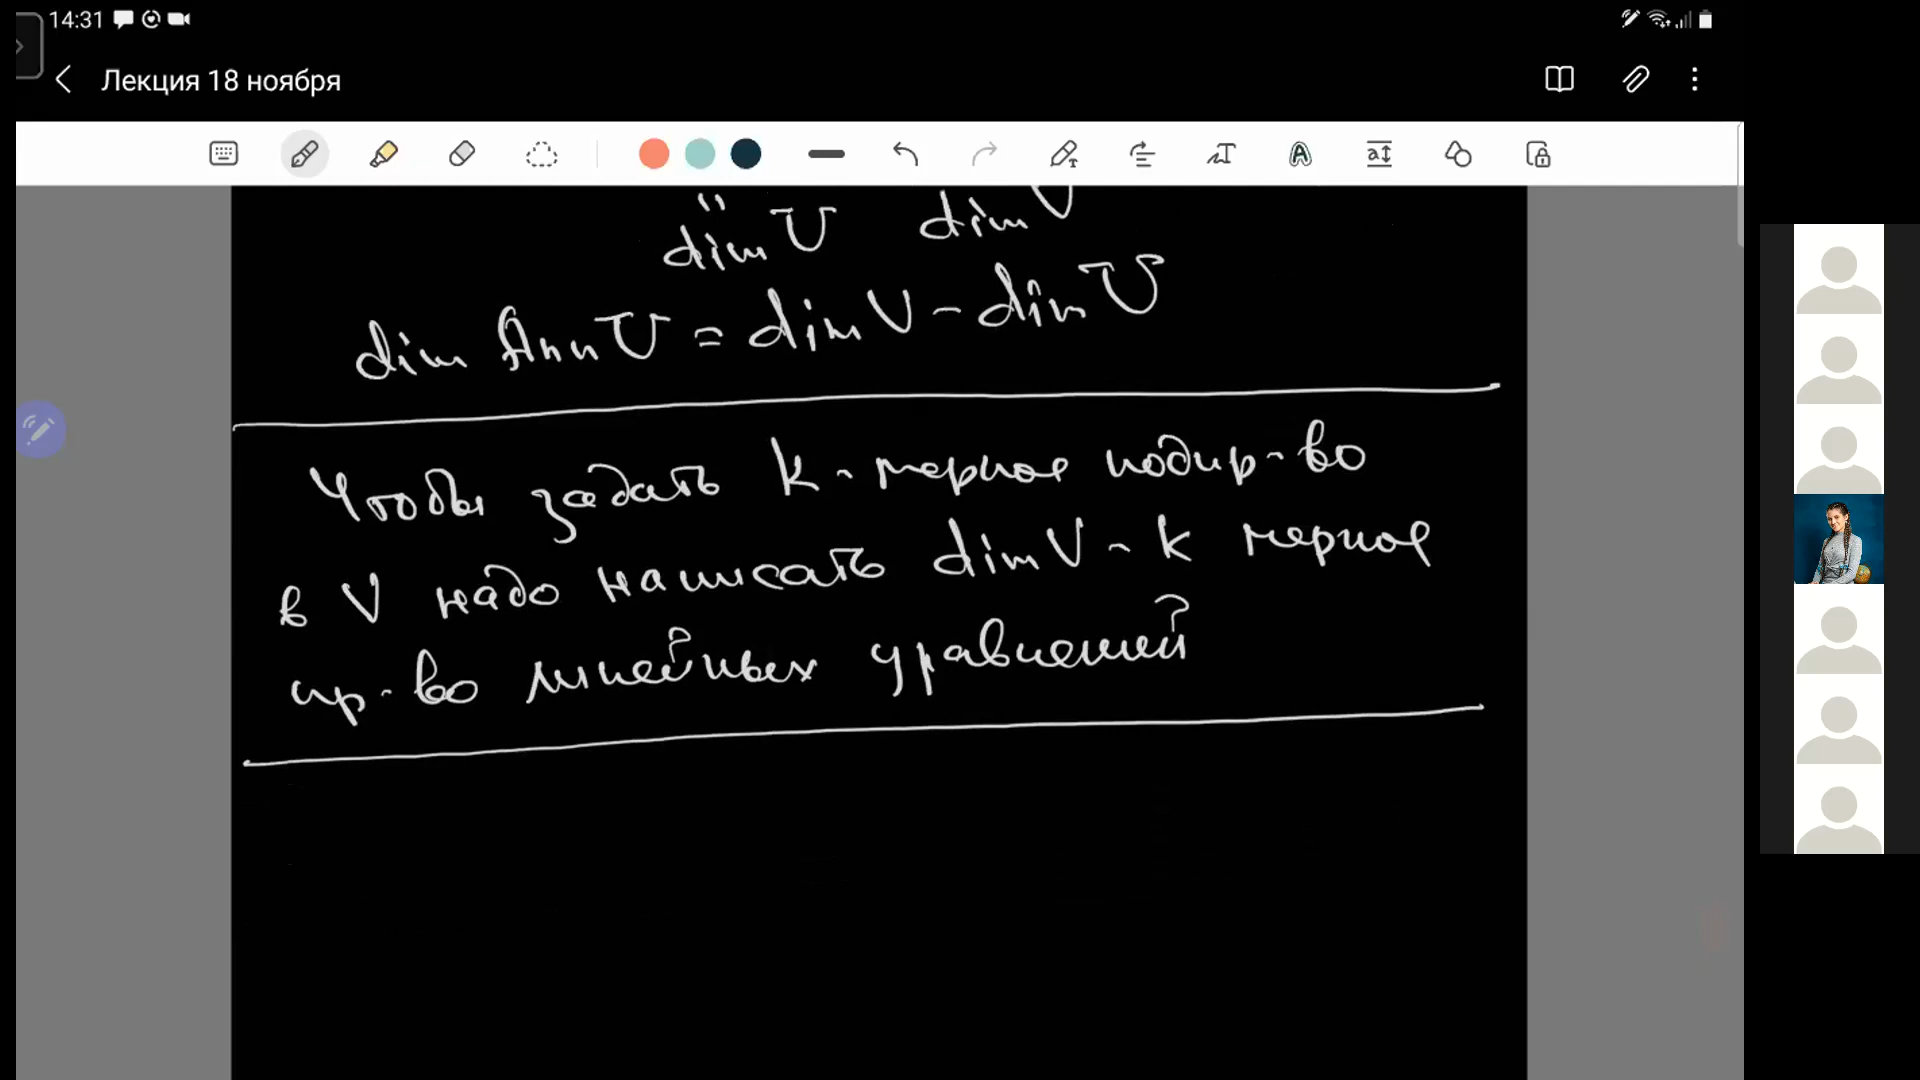 14:31
Лекция 18 ноября
dim U dim V
dim Ann U = dim V - dim U
Чтобы задать k-мерное подпр-во
в V надо написать dim V - k мерное
пр-во линейных уравнений